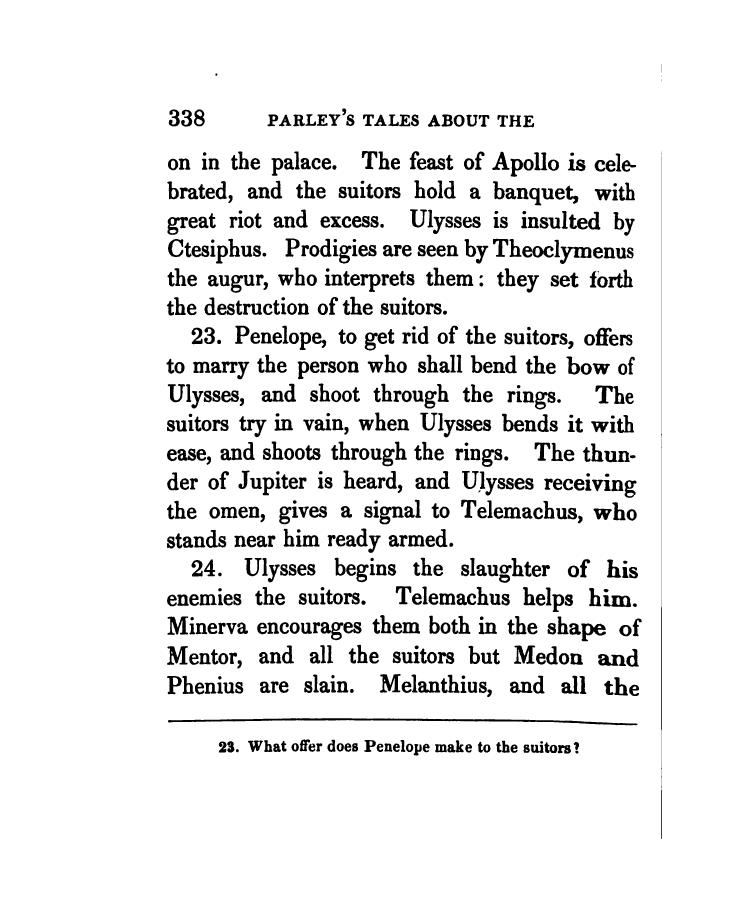 338 PARLEY'S TALES ABOUT THE
on in the palace. The feast of Apollo is cele-
brated, and the suitors hold a banquet, with
great riot and excess. Ulysses is insulted by
Ctesiphus. Prodigies are seen by Theoclymenus
the augur, who interprets them: they set forth
the destruction of the suitors.
23. Penelope, to get rid of the suitors, offers
to marry the person who shall bend the bow of
Ulysses, and shoot through the rings. The
suitors try in vain, when Ulysses bends it with
ease, and shoots through the rings. The thun-
der of Jupiter is heard, and Ulysses receiving
the omen, gives a signal to Telemachus, who
stands near him ready armed.
24. Ulysses begins the slaughter of his
enemies the suitors. Telemachus helps him.
Minerva encourages them both in the shape of
Mentor, and all the suitors but Medon and
Phenius are slain. Melanthius, and all the
23. What offer does Penelope make to the suitors?